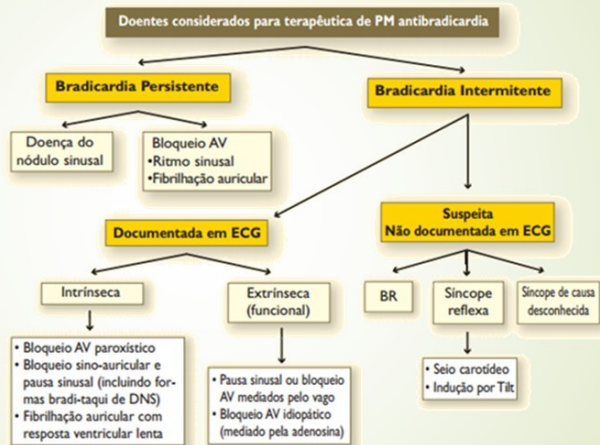 Doentes considerados para terapêutica de PM antibradicardia
Bradicardia Persistente
Bradicardia Intermitente
Doença do
nódulo sinusal
Bloqueio AV
•Ritmo sinusal
•Fibrilhação auricular
Documentada em ECG
Suspeita
Não documentada em ECG
Intrínseca
Extrínseca
(funcional)
BR
Síncope
reflexa
Síncope de causa
desconhecida
• Bloqueio AV paroxístico
• Bloqueio sino-auricular e
pausa sinusal (incluindo for-
mas bradi-taqui de DNS)
• Fibrilhação auricular com
resposta ventricular lenta
• Pausa sinusal ou bloqueio
AV mediados pelo vago
• Bloqueio AV idiopático
(mediado pela adenosina)
• Seio carotídeo
• Indução por Tilt